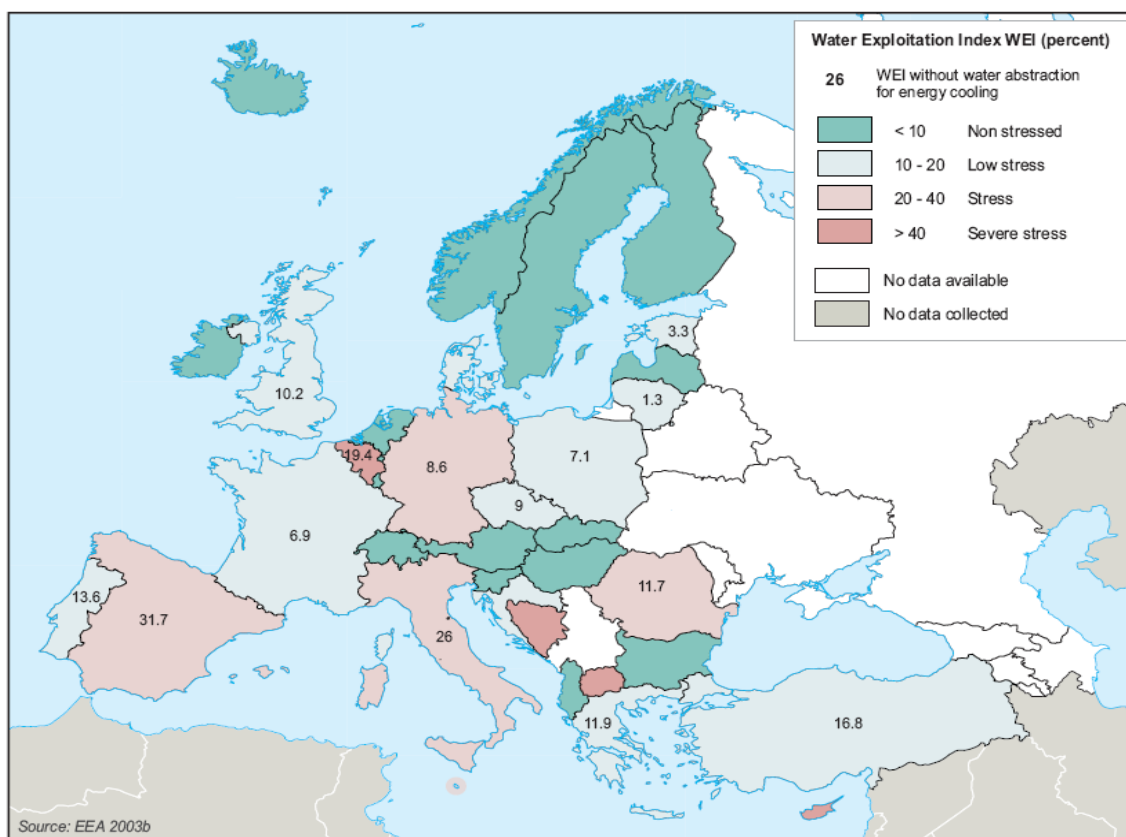 Water Exploitation Index WEI (percent)
26 WEI without water abstraction
for energy cooling
< 10 Non stressed
10 - 20 Low stress
20 - 40 Stress
> 40 Severe stress
No data available
No data collected
3.3
1.3
10.2
19.4
8.6
7.1
9
6.9
11.7
13.6
31.7
26
11.9
16.8
Source: EEA 2003b